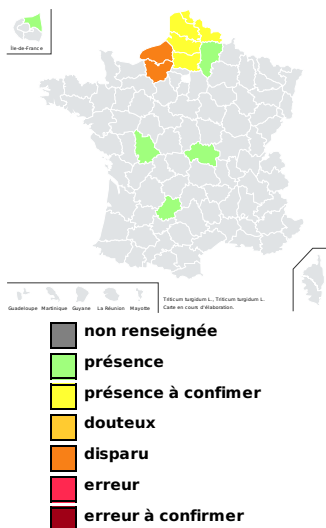 Île-de-France
Guadeloupe Martinique Guyane La Réunion Mayotte
Triticum turgidum L., Triticum turgidum L.
Carte en cours d'élaboration.
non renseignée
présence
présence à confimer
douteux
disparu
erreur
erreur à confirmer